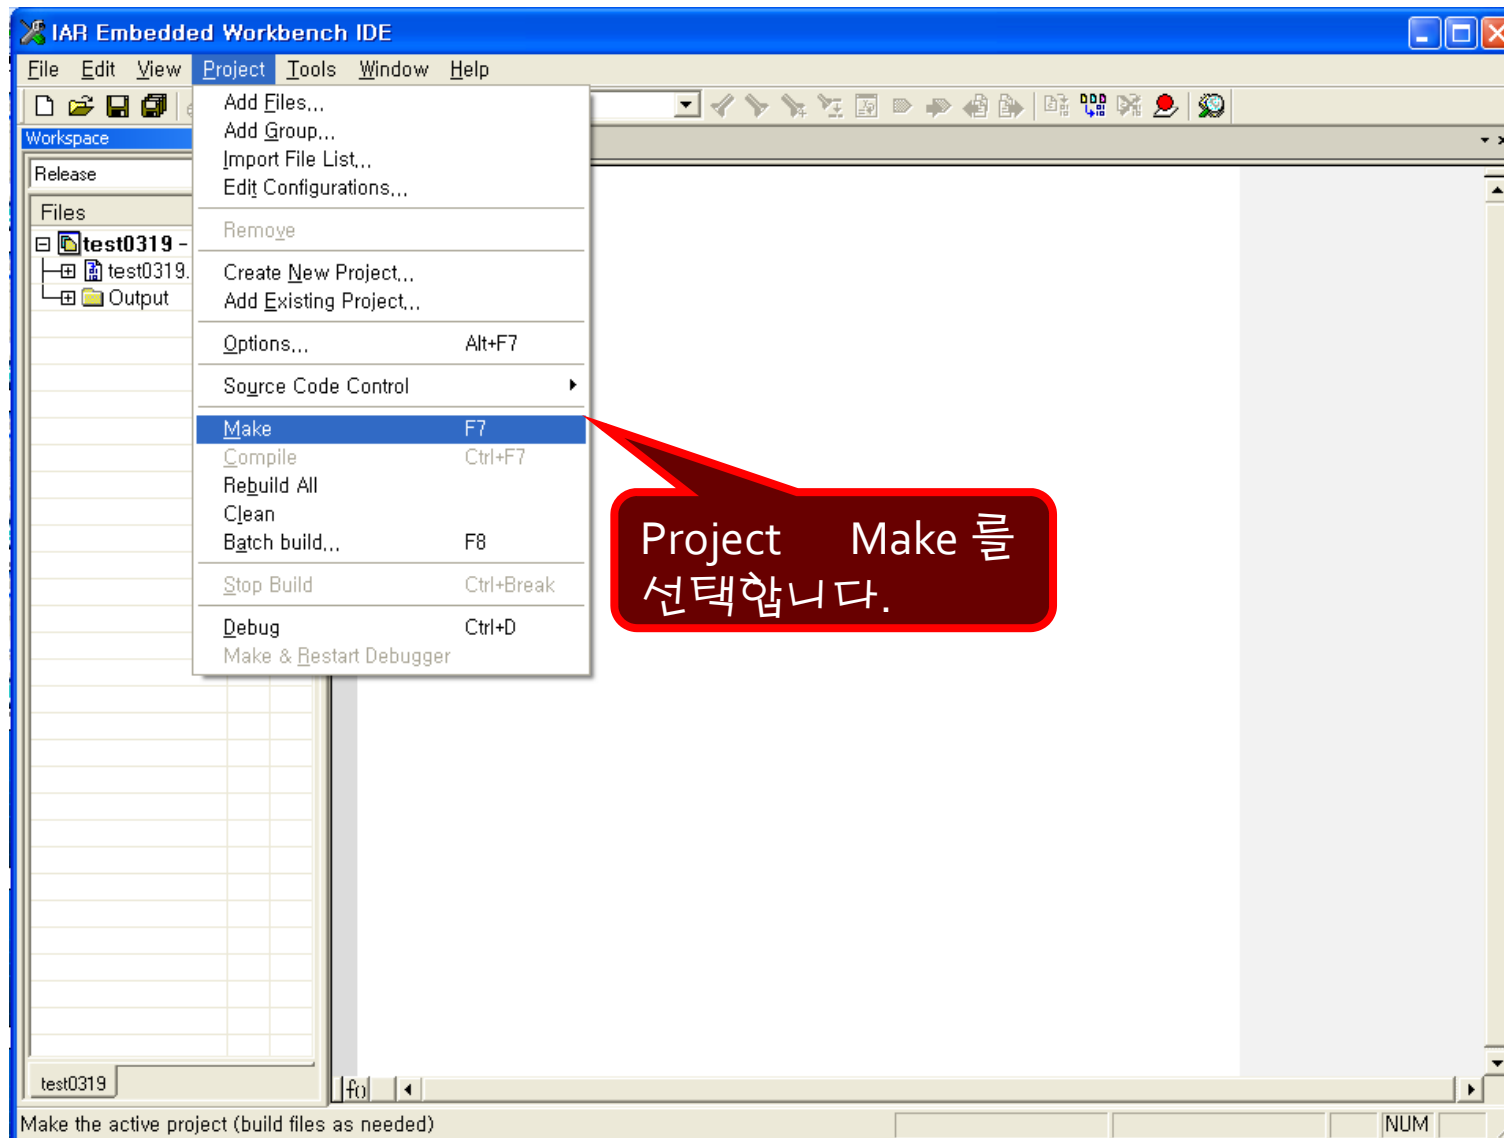 IAR Embedded Workbench IDE
File Edit View Project Tools Window Help
Workspace
Release
Files
test0319 -
test0319.
Output
test0319
Add Files...
Add Group...
Import File List...
Edit Configurations...
Remove
Create New Project...
Add Existing Project...
Options... Alt+F7
Source Code Control
Make F7
Compile Ctrl+F7
Rebuild All
Clean
Batch build... F8
Stop Build Ctrl+Break
Debug Ctrl+D
Make & Restart Debugger
Project Make 를
선택합니다.
Make the active project (build files as needed)
NUM